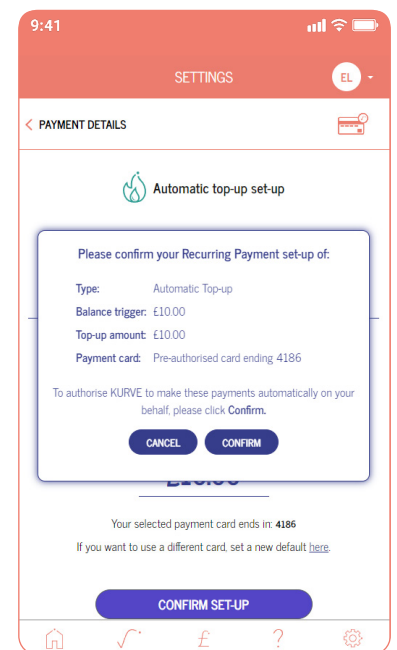 9:41
SETTINGS
EL
PAYMENT DETAILS
Automatic top-up set-up
Please confirm your Recurring Payment set-up of:
Type: Automatic Top-up
Balance trigger: £10.00
Top-up amount: £10.00
Payment card: Pre-authorised card ending 4186
To authorise KURVE to make these payments automatically on your
behalf, please click Confirm.
CANCEL CONFIRM
£10.00
Your selected payment card ends in: 4186
If you want to use a different card, set a new default here.
CONFIRM SET-UP
£ ?